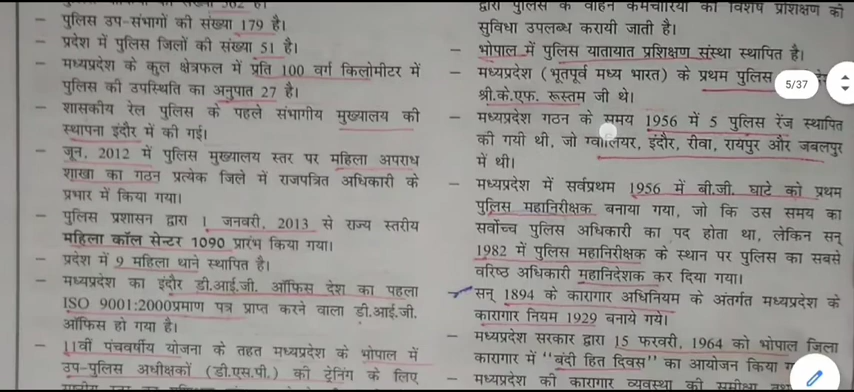 पुलिस उप-संभागों की संख्या 179 है।
प्रदेश में पुलिस जिलों की संख्या 51 है।
मध्यप्रदेश के कुल क्षेत्रफल में प्रति 100 वर्ग किलोमीटर में
पुलिस की उपस्थिति का अनुपात 27 है।
शासकीय रेल पुलिस के पहले संभागीय मुख्यालय की
स्थापना इंदौर में की गई।
जून, 2012 में पुलिस मुख्यालय स्तर पर महिला अपराध
शाखा का गठन प्रत्येक जिले में राजपत्रित अधिकारी के
प्रभार में किया गया।
पुलिस प्रशासन द्वारा 1 जनवरी, 2013 से राज्य स्तरीय
महिला कॉल सेन्टर 1090 प्रारंभ किया गया।
प्रदेश में 9 महिला थाने स्थापित है।
मध्यप्रदेश का इंदौर डी.आई.जी. ऑफिस देश का पहला
ISO 9001:2000प्रमाण पत्र प्राप्त करने वाला डी.आई.जी.
ऑफिस हो गया है।
11वीं पंचवर्षीय योजना के तहत मध्यप्रदेश के भोपाल में
उप-पुलिस अधीक्षकों (डी.एस.पी.) की ट्रेनिंग के लिए
द्वारा पुलिस के वाहन कर्मचारियों को विशेष प्रशिक्षण की
सुविधा उपलब्ध करायी जाती है।
भोपाल में पुलिस यातायात प्रशिक्षण संस्था स्थापित है।
मध्यप्रदेश (भूतपूर्व मध्य भारत) के प्रथम पुलिस
5/37
श्री.के.एफ. रूस्तम जी थे।
मध्यप्रदेश गठन के समय 1956 में 5 पुलिस रेंज स्थापित
की गयी थी, जो ग्वालियर, इंदौर, रीवा, रायपुर और जबलपुर
में थी।
मध्यप्रदेश में सर्वप्रथम 1956 में बी.जी. घाटे को प्रथम
पुलिस महानिरीक्षक बनाया गया, जो कि उस समय का
सर्वोच्च पुलिस अधिकारी का पद होता था, लेकिन सन्
1982 में पुलिस महानिरीक्षक के स्थान पर पुलिस का सबसे
वरिष्ठ अधिकारी महानिदेशक कर दिया गया।
सन् 1894 के कारागार अधिनियम के अंतर्गत मध्यप्रदेश के
कारागार नियम 1929 बनाये गये।
मध्यप्रदेश सरकार द्वारा 15 फरवरी, 1964 को भोपाल जिला
कारागार में "बंदी हित दिवस" का आयोजन किया
मध्यप्रदेश की कारागार व्यवस्था की समीक्षा तथा